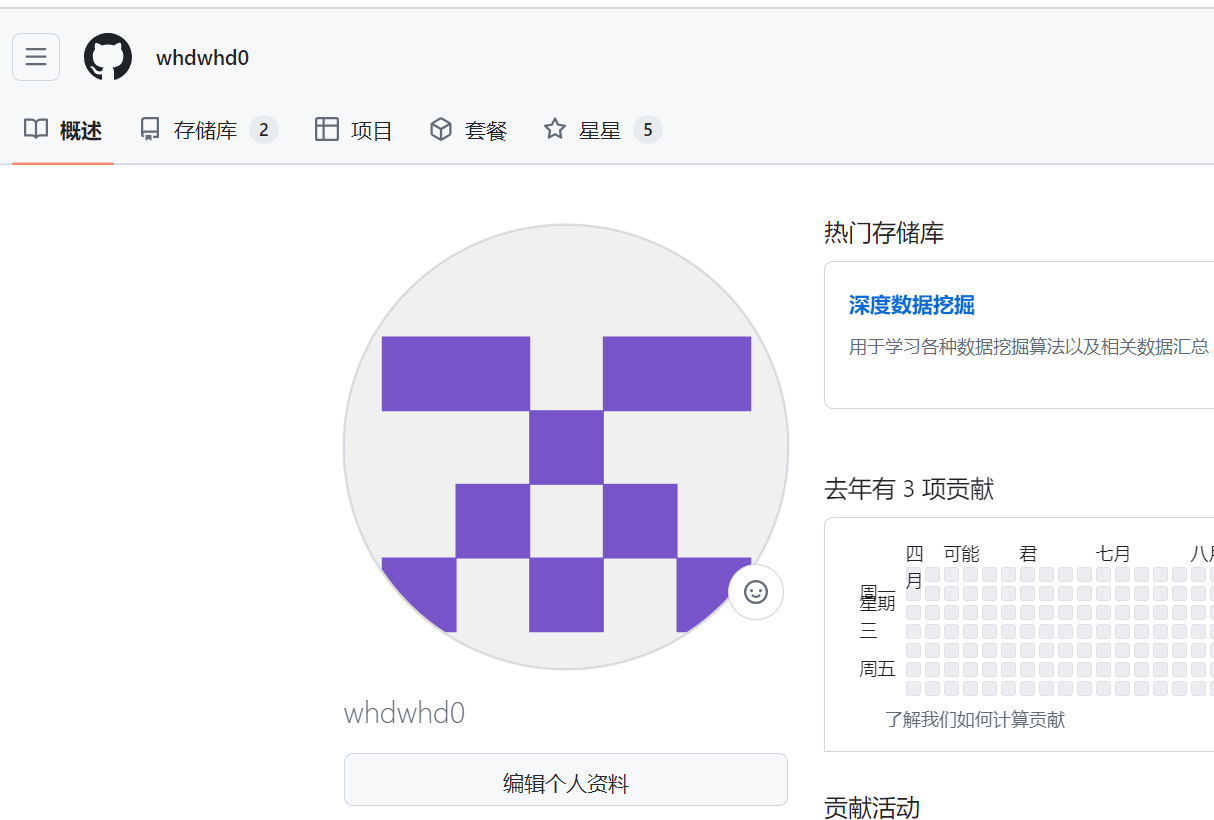 whdwhd0
概述 存储库 2 项目 套餐 星星 5
热门存储库
深度数据挖掘
用于学习各种数据挖掘算法以及相关数据汇总
去年有 3 项贡献
四月 可能 君 七月 八月
周一
星期三
周五
了解我们如何计算贡献
whdwhd0
编辑个人资料
贡献活动